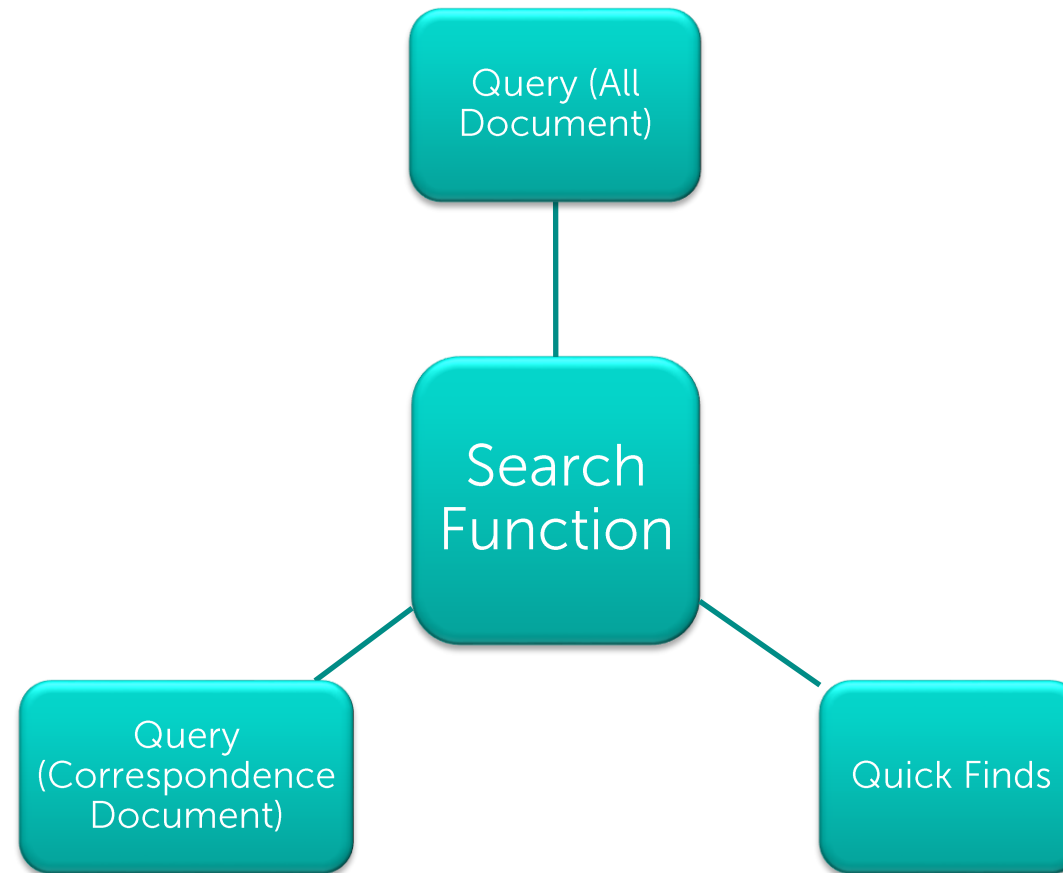 Query (All
Document)
Search
Function
Query
(Correspondence
Document)
Quick Finds